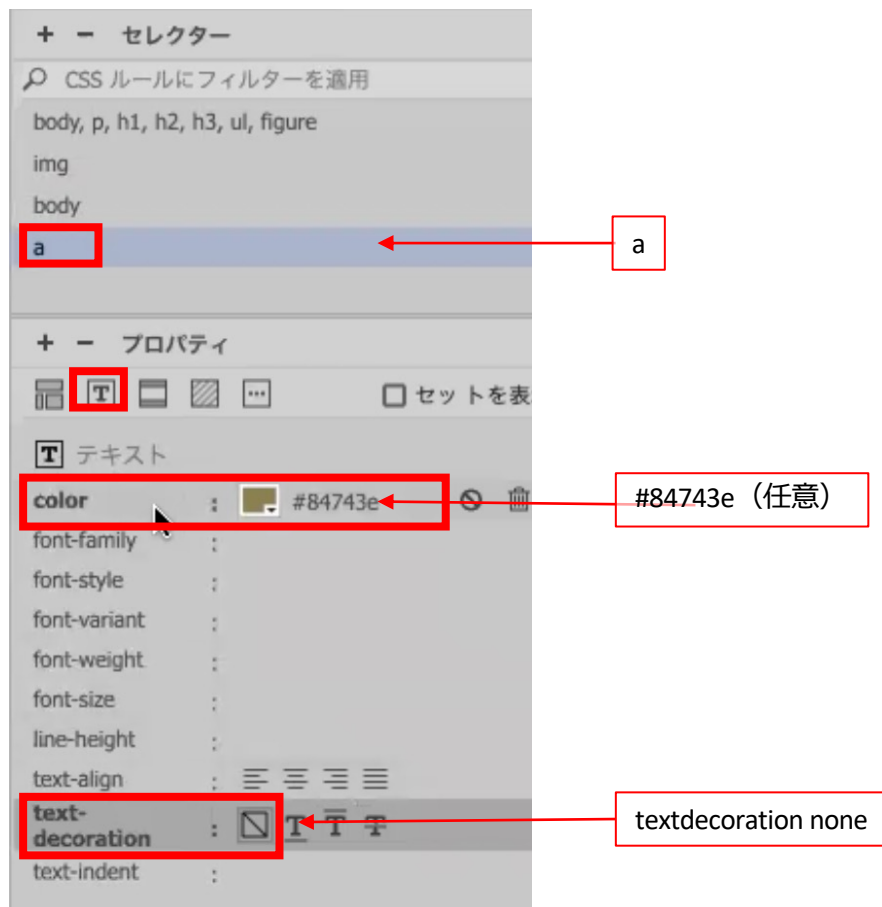 + − セレクター
CSS ルールにフィルターを適用
body, p, h1, h2, h3, ul, figure
img
body
a
a
+ − プロパティ
T セットを表
T テキスト
color : #84743e
#84743e（任意）
font-family :
font-style :
font-variant :
font-weight :
font-size :
line-height :
text-align :
text-
decoration : T T T
textdecoration none
text-indent :